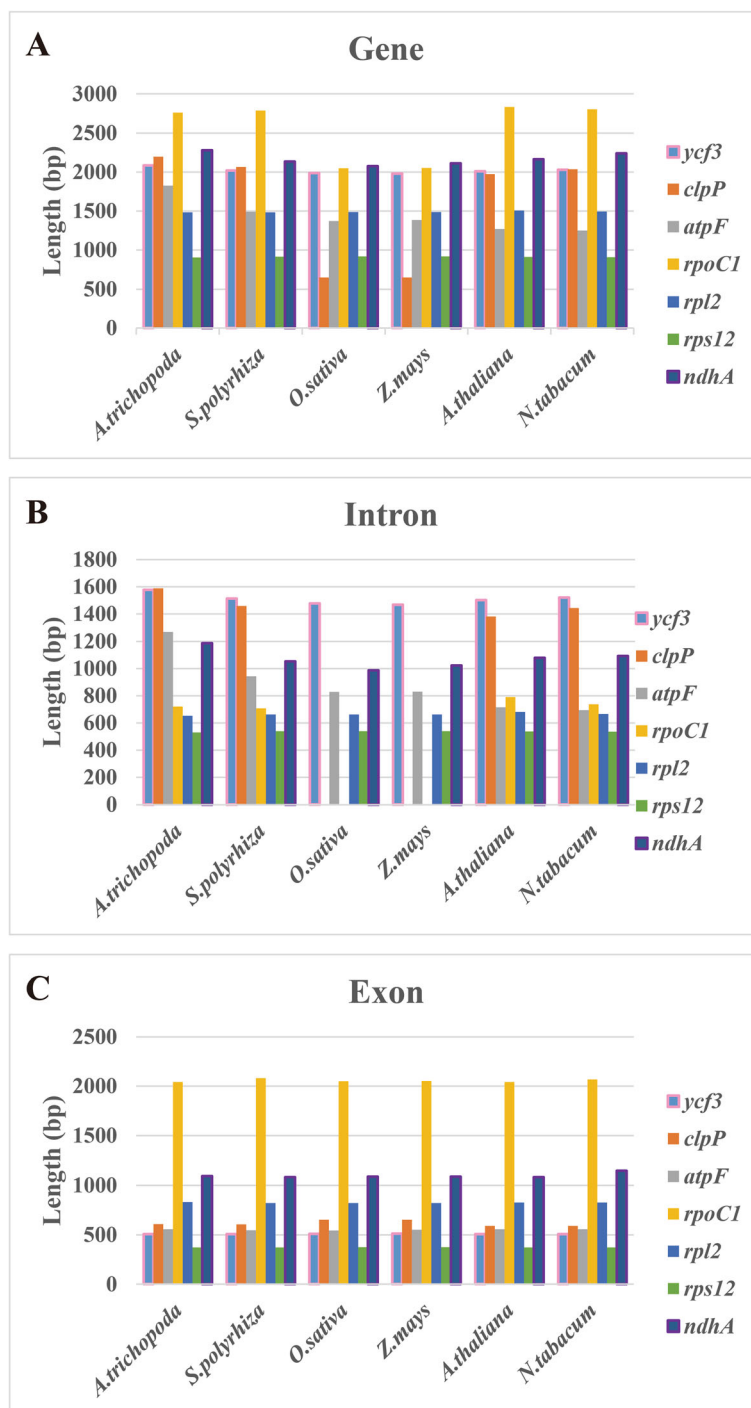 A
Gene
Length (bp)
3000
2500
2000
1500
1000
500
0
A.trichopoda
S.polyrhiza
O.sativa
Z.mays
A.thaliana
N.tabacum
ycf3
clpP
atpF
rpoC1
rpl2
rps12
ndhA
B
Intron
Length (bp)
1800
1600
1400
1200
1000
800
600
400
200
0
A.trichopoda
S.polyrhiza
O.sativa
Z.mays
A.thaliana
N.tabacum
ycf3
clpP
atpF
rpoC1
rpl2
rps12
ndhA
C
Exon
Length (bp)
2500
2000
1500
1000
500
0
A.trichopoda
S.polyrhiza
O.sativa
Z.mays
A.thaliana
N.tabacum
ycf3
clpP
atpF
rpoC1
rpl2
rps12
ndhA